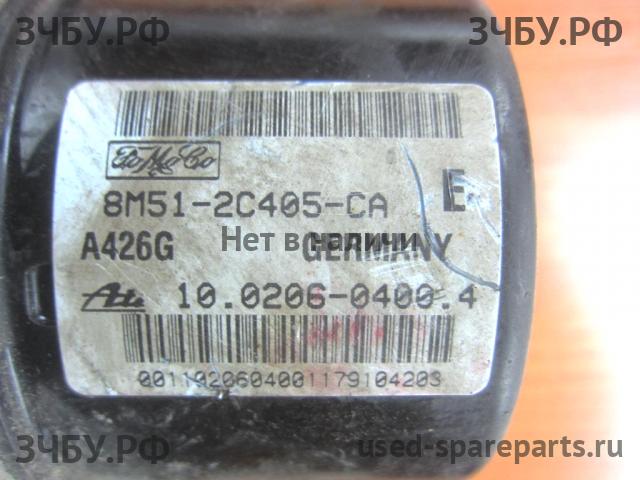 ЗЧБУ.РФ ЗЧБУ.РФ
FoMoCo
8M51-2C405-CA E
A426G GERMANY
Нет в наличии
Ate 10.0206-0400.4
0011020604001179104203
ЗЧБУ.РФ used-spareparts.ru